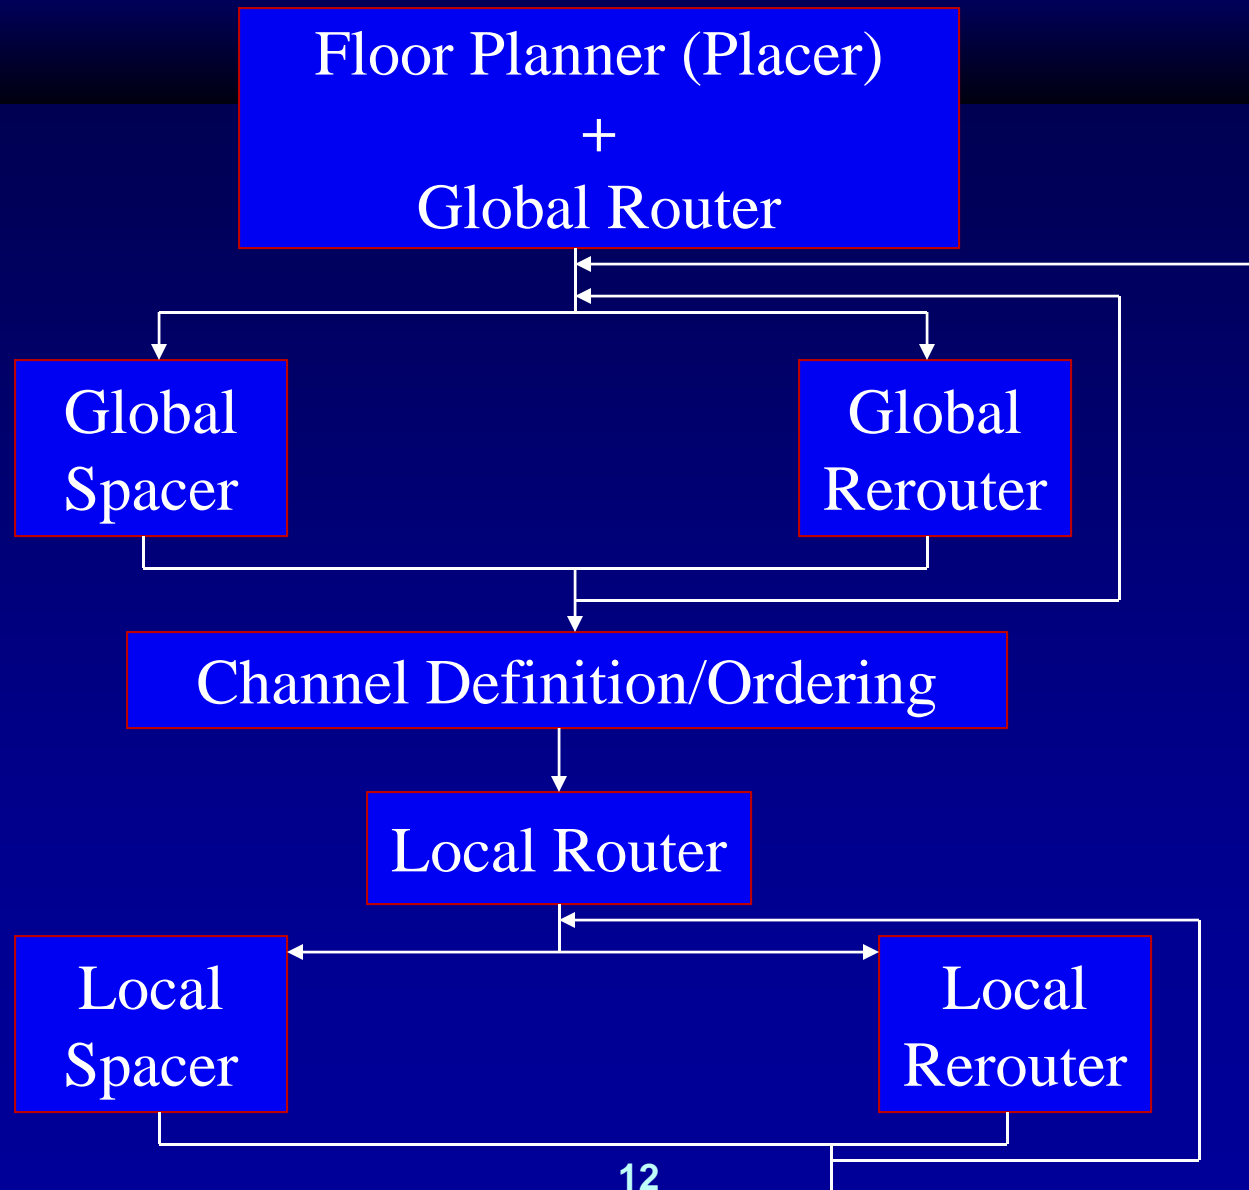 Floor Planner (Placer)
+
Global Router
Global
Spacer
Global
Rerouter
Channel Definition/Ordering
Local Router
Local
Spacer
Local
Rerouter
12